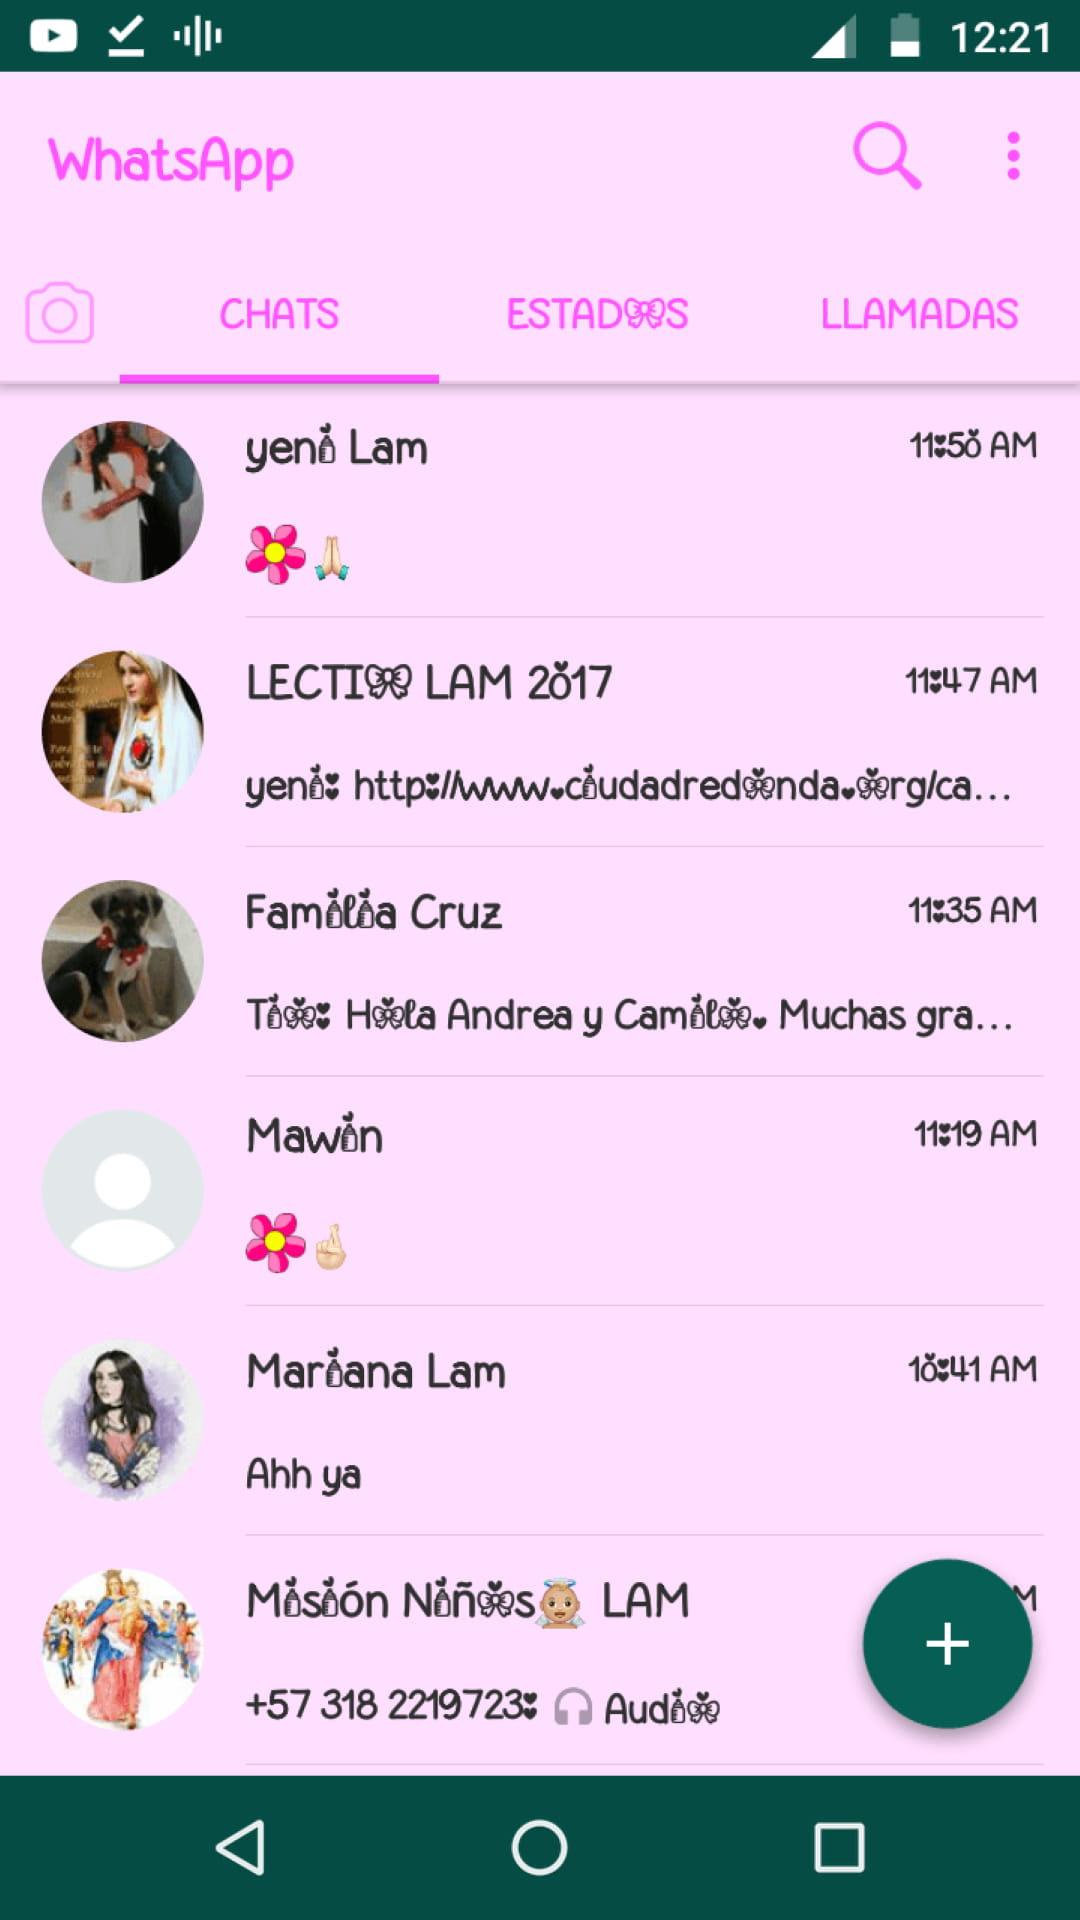 12:21
WhatsApp
CHATS ESTADOS LLAMADAS
yeni Lam 11:50 AM
🌸🙏🏻
LECTIO LAM 2017 11:47 AM
yeni: http://www.ciudadredonda.org/ca...
Familia Cruz 11:35 AM
Tio: Hola Andrea y Camilo. Muchas gra...
Mawin 11:19 AM
🌸🤞🏻
Mariana Lam 10:41 AM
Ahh ya
Misión Niños👼🏼 LAM
+57 318 2219723: 🎧 Audio